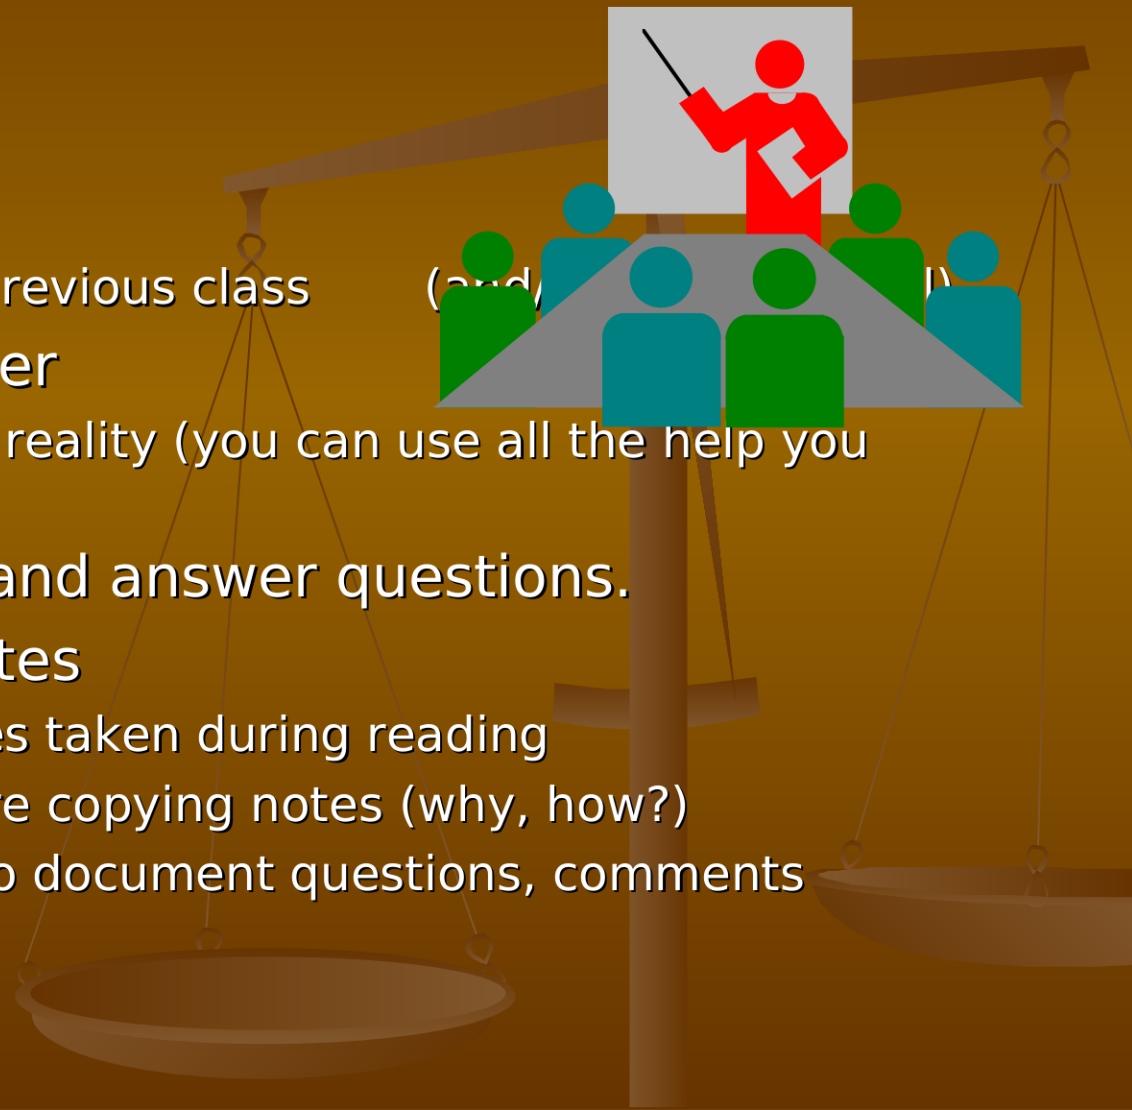 revious class (and/ l)
er
reality (you can use all the help you
and answer questions.
tes
es taken during reading
re copying notes (why, how?)
o document questions, comments